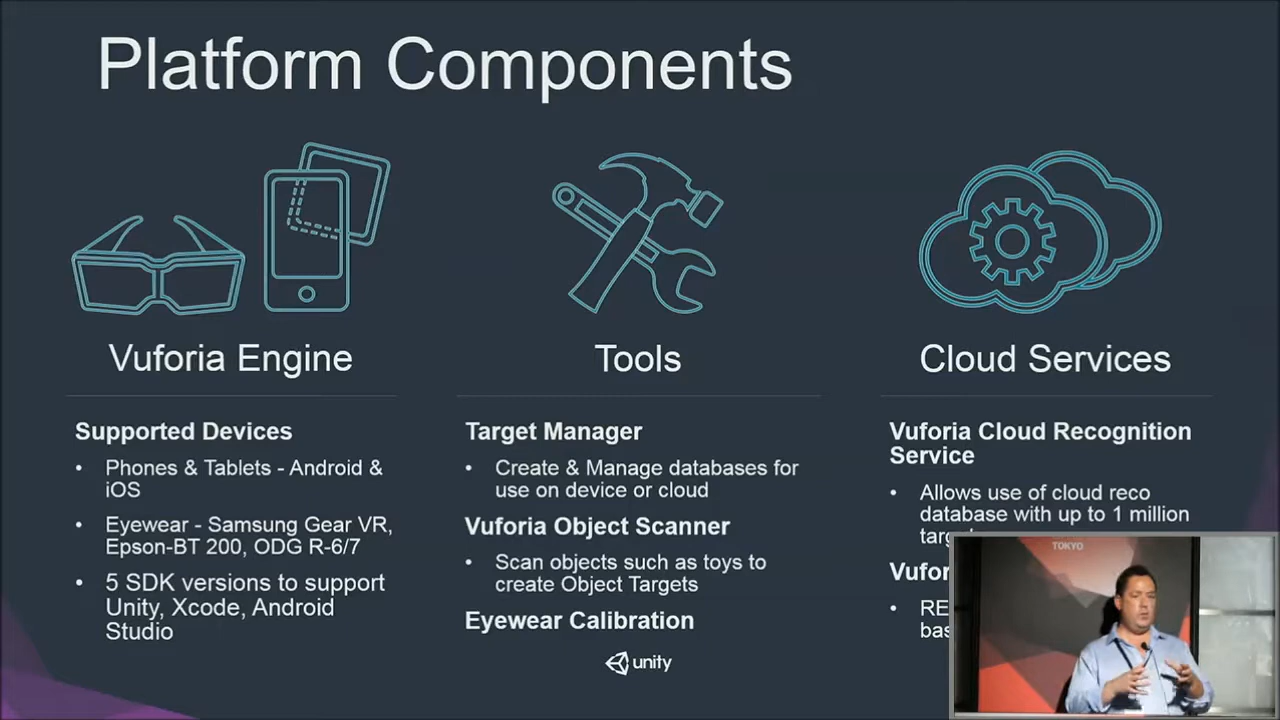 Platform Components
Vuforia Engine
Supported Devices
• Phones & Tablets - Android &
iOS
• Eyewear - Samsung Gear VR,
Epson-BT 200, ODG R-6/7
• 5 SDK versions to support
Unity, Xcode, Android
Studio
Tools
Target Manager
• Create & Manage databases for
use on device or cloud
Vuforia Object Scanner
• Scan objects such as toys to
create Object Targets
Eyewear Calibration
unity
Cloud Services
Vuforia Cloud Recognition
Service
• Allows use of cloud reco
database with up to 1 million
TOKYO